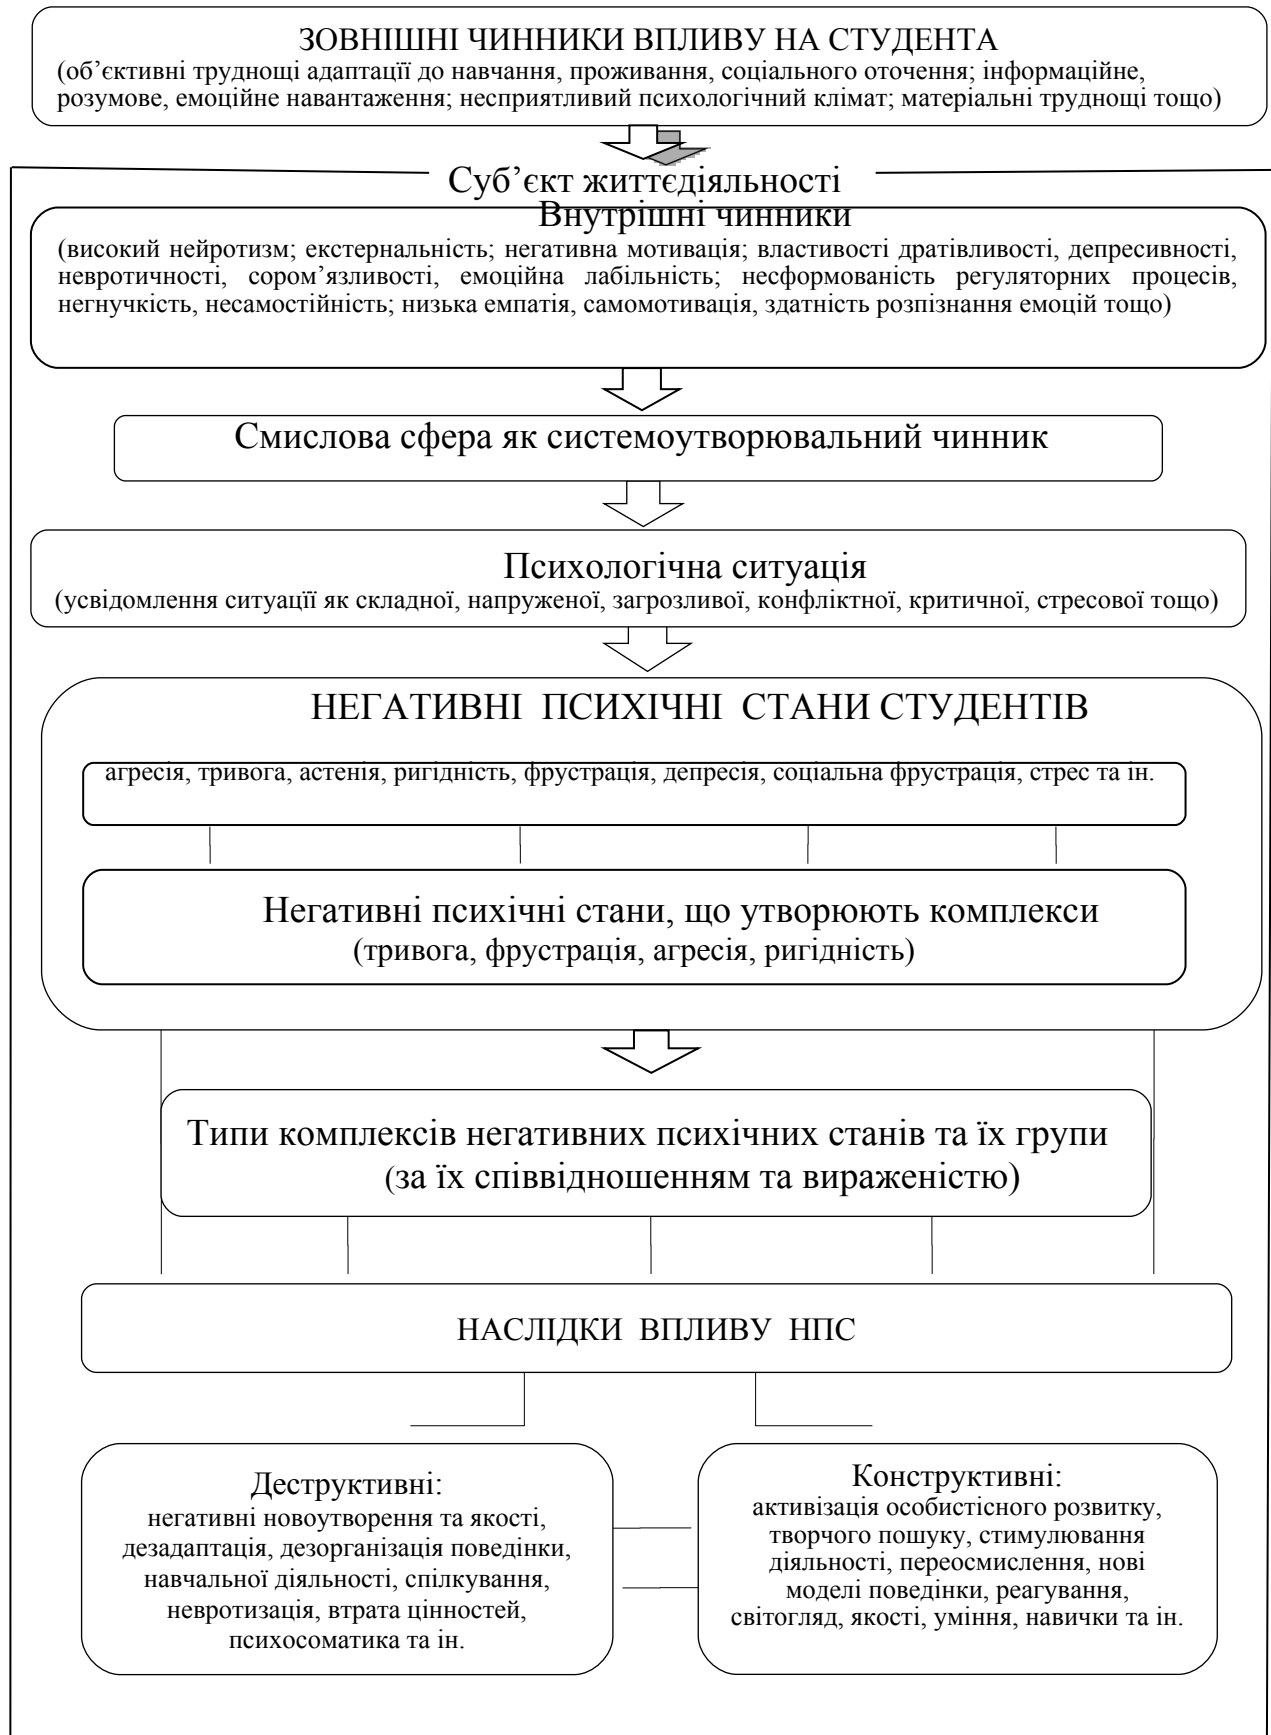 ЗОВНІШНІ ЧИННИКИ ВПЛИВУ НА СТУДЕНТА
(об’єктивні труднощі адаптації до навчання, проживання, соціального оточення; інформаційне,
розумове, емоційне навантаження; несприятливий психологічний клімат; матеріальні труднощі тощо)
Суб’єкт життєдіяльності
Внутрішні чинники
(високий нейротизм; екстернальність; негативна мотивація; властивості дратівливості, депресивності,
невротичності, сором’язливості, емоційна лабільність; несформованість регуляторних процесів,
негнучкість, несамостійність; низька емпатія, самомотивація, здатність розпізнання емоцій тощо)
Смислова сфера як системоутворювальний чинник
Психологічна ситуація
(усвідомлення ситуації як складної, напруженої, загрозливої, конфліктної, критичної, стресової тощо)
НЕГАТИВНІ ПСИХІЧНІ СТАНИ СТУДЕНТІВ
агресія, тривога, астенія, ригідність, фрустрація, депресія, соціальна фрустрація, стрес та ін.
Негативні психічні стани, що утворюють комплекси
(тривога, фрустрація, агресія, ригідність)
Типи комплексів негативних психічних станів та їх групи
(за їх співвідношенням та вираженістю)
НАСЛІДКИ ВПЛИВУ НПС
Деструктивні:
негативні новоутворення та якості,
дезадаптація, дезорганізація поведінки,
навчальної діяльності, спілкування,
невротизація, втрата цінностей,
психосоматика та ін.
Конструктивні:
активізація особистісного розвитку,
творчого пошуку, стимулювання
діяльності, переосмислення, нові
моделі поведінки, реагування,
світогляд, якості, уміння, навички та ін.